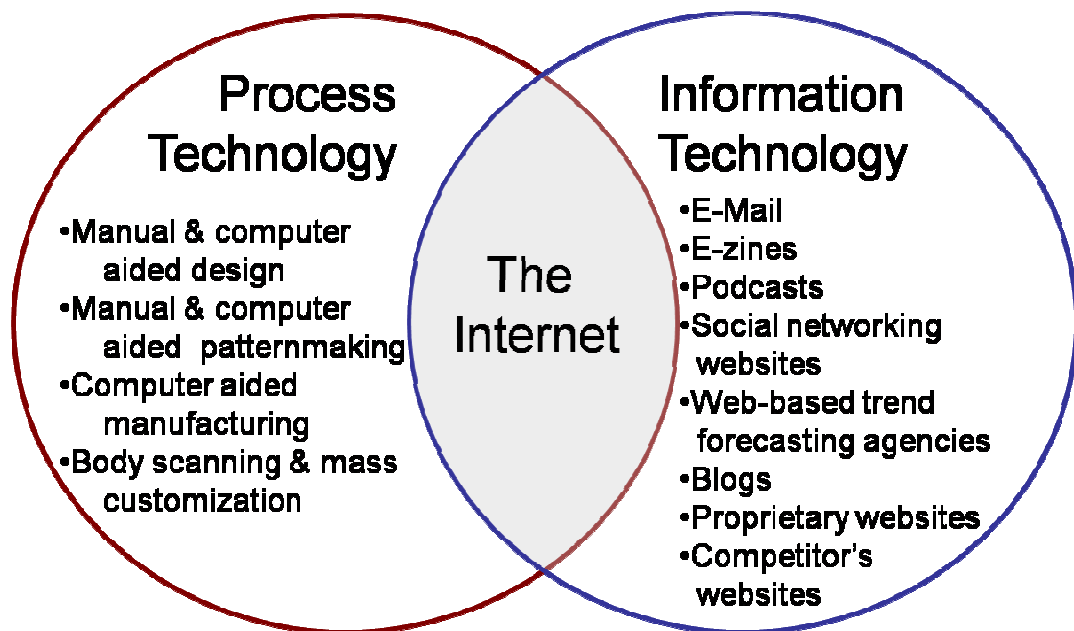 Process
Technology
•Manual & computer
aided design
•Manual & computer
aided patternmaking
•Computer aided
manufacturing
•Body scanning & mass
customization
The
Internet
Information
Technology
•E-Mail
•E-zines
•Podcasts
•Social networking
websites
•Web-based trend
forecasting agencies
•Blogs
•Proprietary websites
•Competitor's
websites